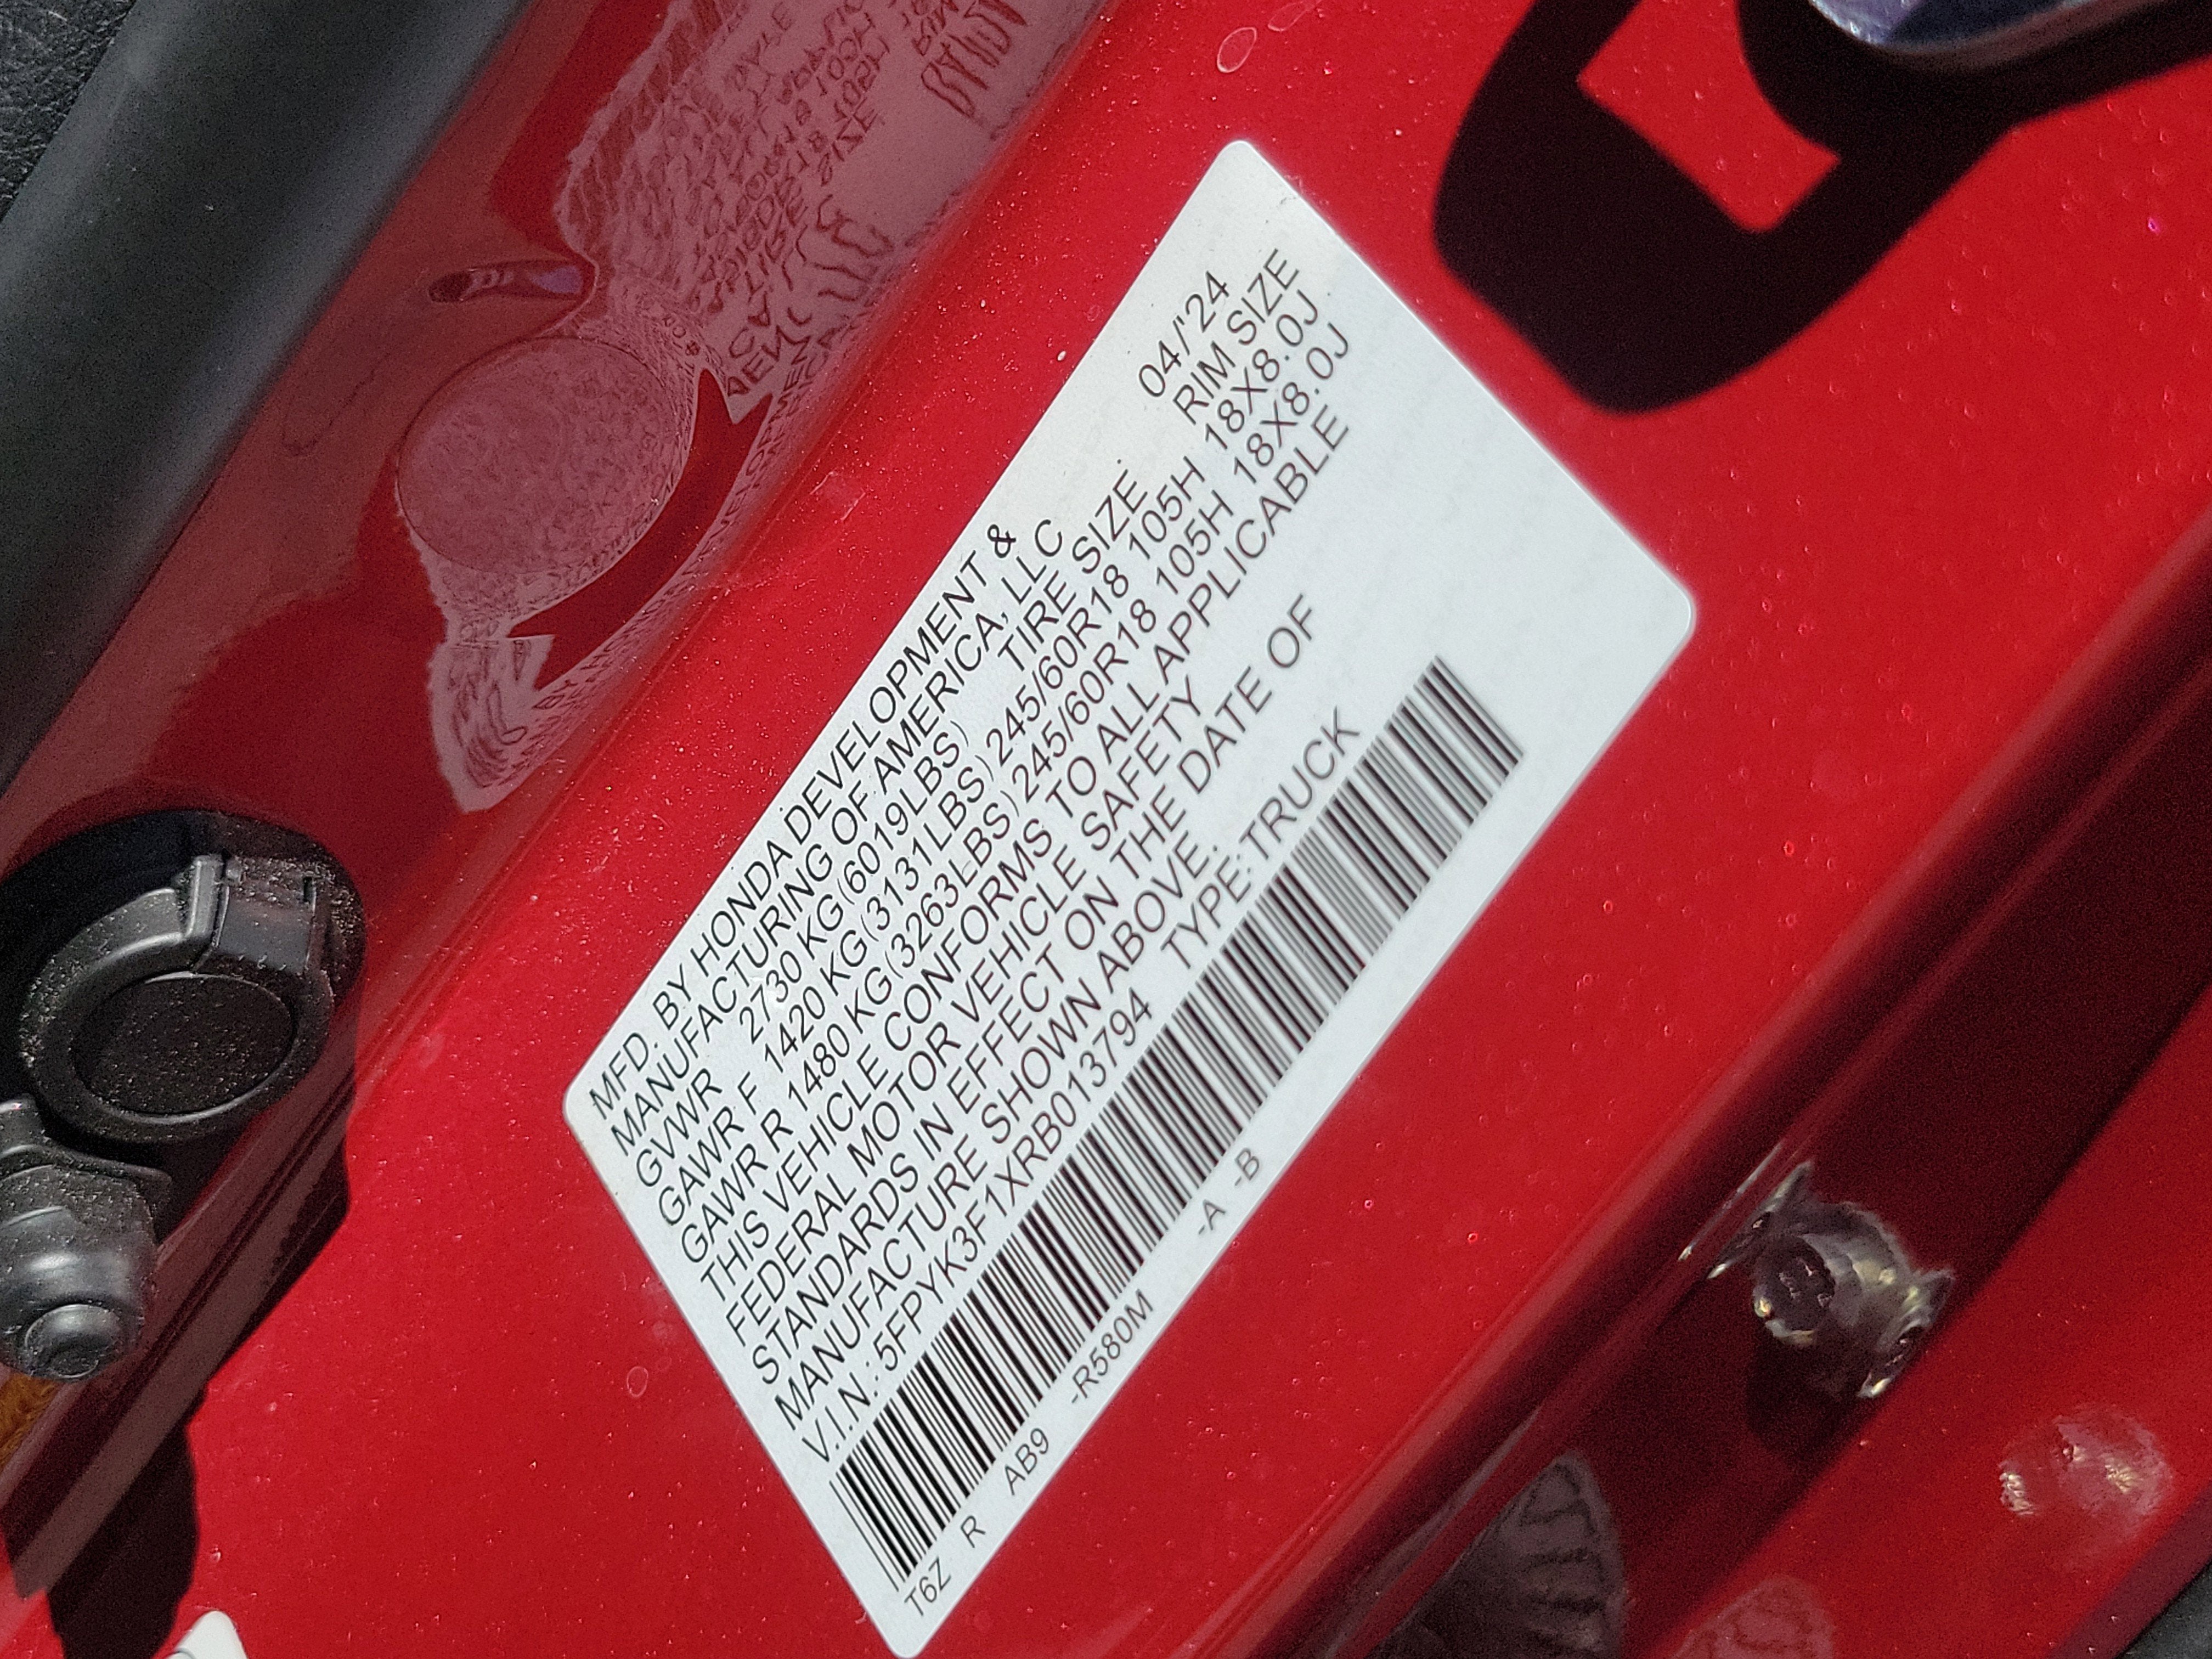 MFD. BY HONDA DEVELOPMENT &
MANUFACTURING OF AMERICA, LLC 04/'24
GVWR 2730 KG(6019LBS) TIRE SIZE RIM SIZE
GAWR F 1420 KG(3131LBS) 245/60R18 105H 18X8.0J
GAWR R 1480 KG(3263LBS) 245/60R18 105H 18X8.0J
THIS VEHICLE CONFORMS TO ALL APPLICABLE
FEDERAL MOTOR VEHICLE SAFETY
STANDARDS IN EFFECT ON THE DATE OF
MANUFACTURE SHOWN ABOVE.
V.I.N.: 5FPYK3F1XRB013794 TYPE: TRUCK
T6Z R AB9 -R580M -A -B